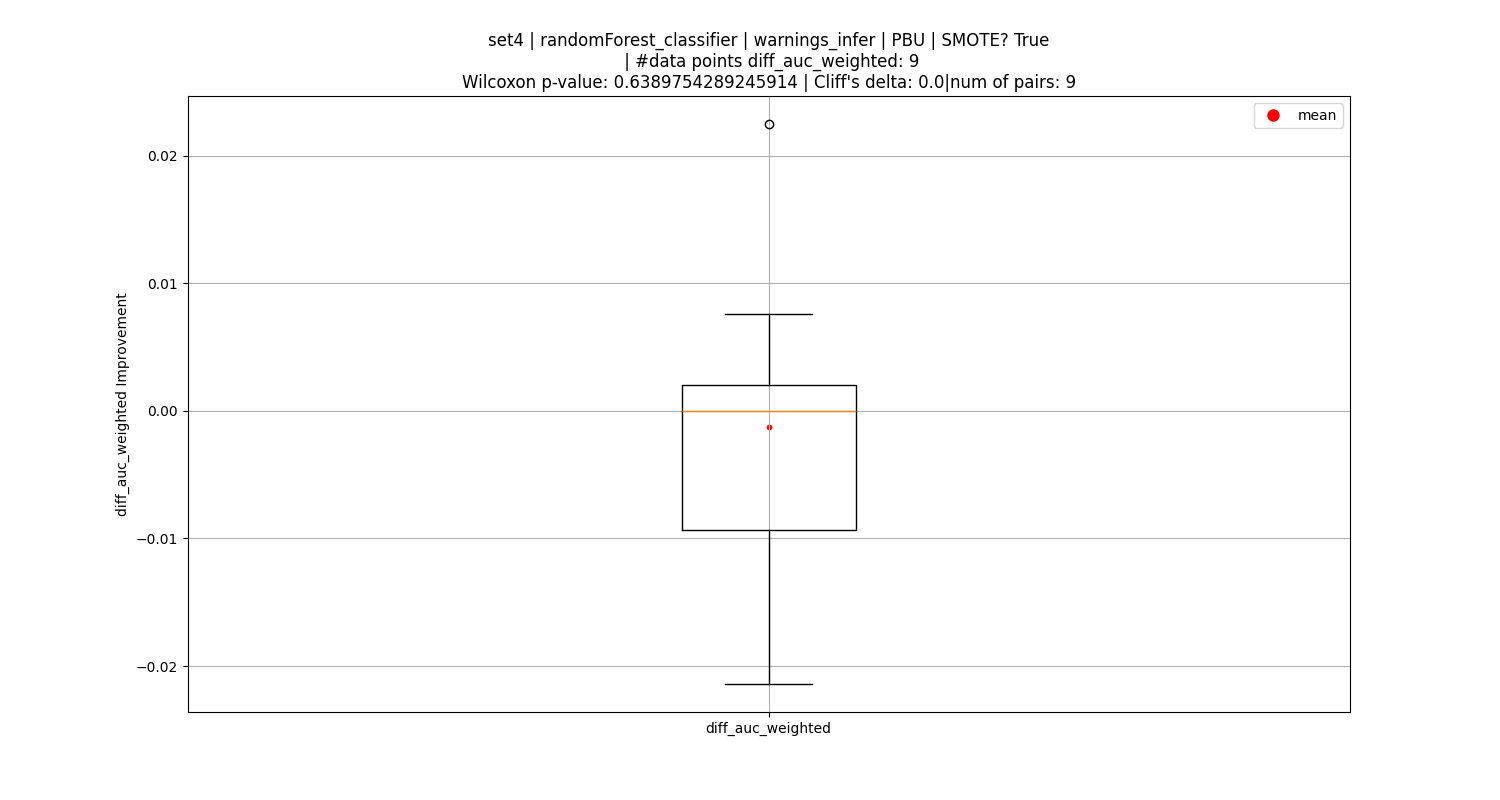 set4 | randomForest_classifier | warnings_infer | PBU | SMOTE? True
| #data points diff_auc_weighted: 9
Wilcoxon p-value: 0.6389754289245914 | Cliff's delta: 0.0|num of pairs: 9
mean
0.02
0.01
0.00
−0.01
−0.02
diff_auc_weighted Improvement
diff_auc_weighted